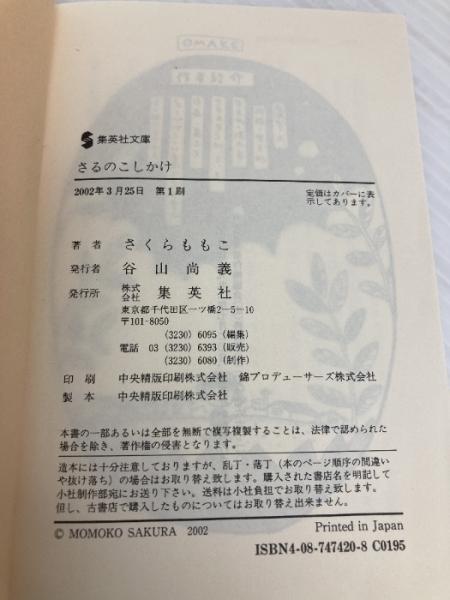 集英社文庫
さるのこしかけ
2002年3月25日 第1刷
定価はカバーに表
示してあります。
著者 さくらももこ
発行者 谷山尚義
発行所 株式会社 集英社
東京都千代田区一ツ橋2-5-10
〒101-8050
(3230) 6095 (編集)
電話 03 (3230) 6393 (販売)
(3230) 6080 (制作)
印刷 中央精版印刷株式会社 錦プロデューサーズ株式会社
製本 中央精版印刷株式会社
本書の一部あるいは全部を無断で複写複製することは、法律で認められた
場合を除き、著作権の侵害となります。
造本には十分注意しておりますが、乱丁・落丁(本のページ順序の間違い
や抜け落ち)の場合はお取り替え致します。購入された書店名を明記して
小社制作部宛にお送り下さい。送料は小社負担でお取り替え致します。
但し、古書店で購入したものについてはお取り替え出来ません。
© MOMOKO SAKURA 2002
Printed in Japan
ISBN4-08-747420-8 C0195